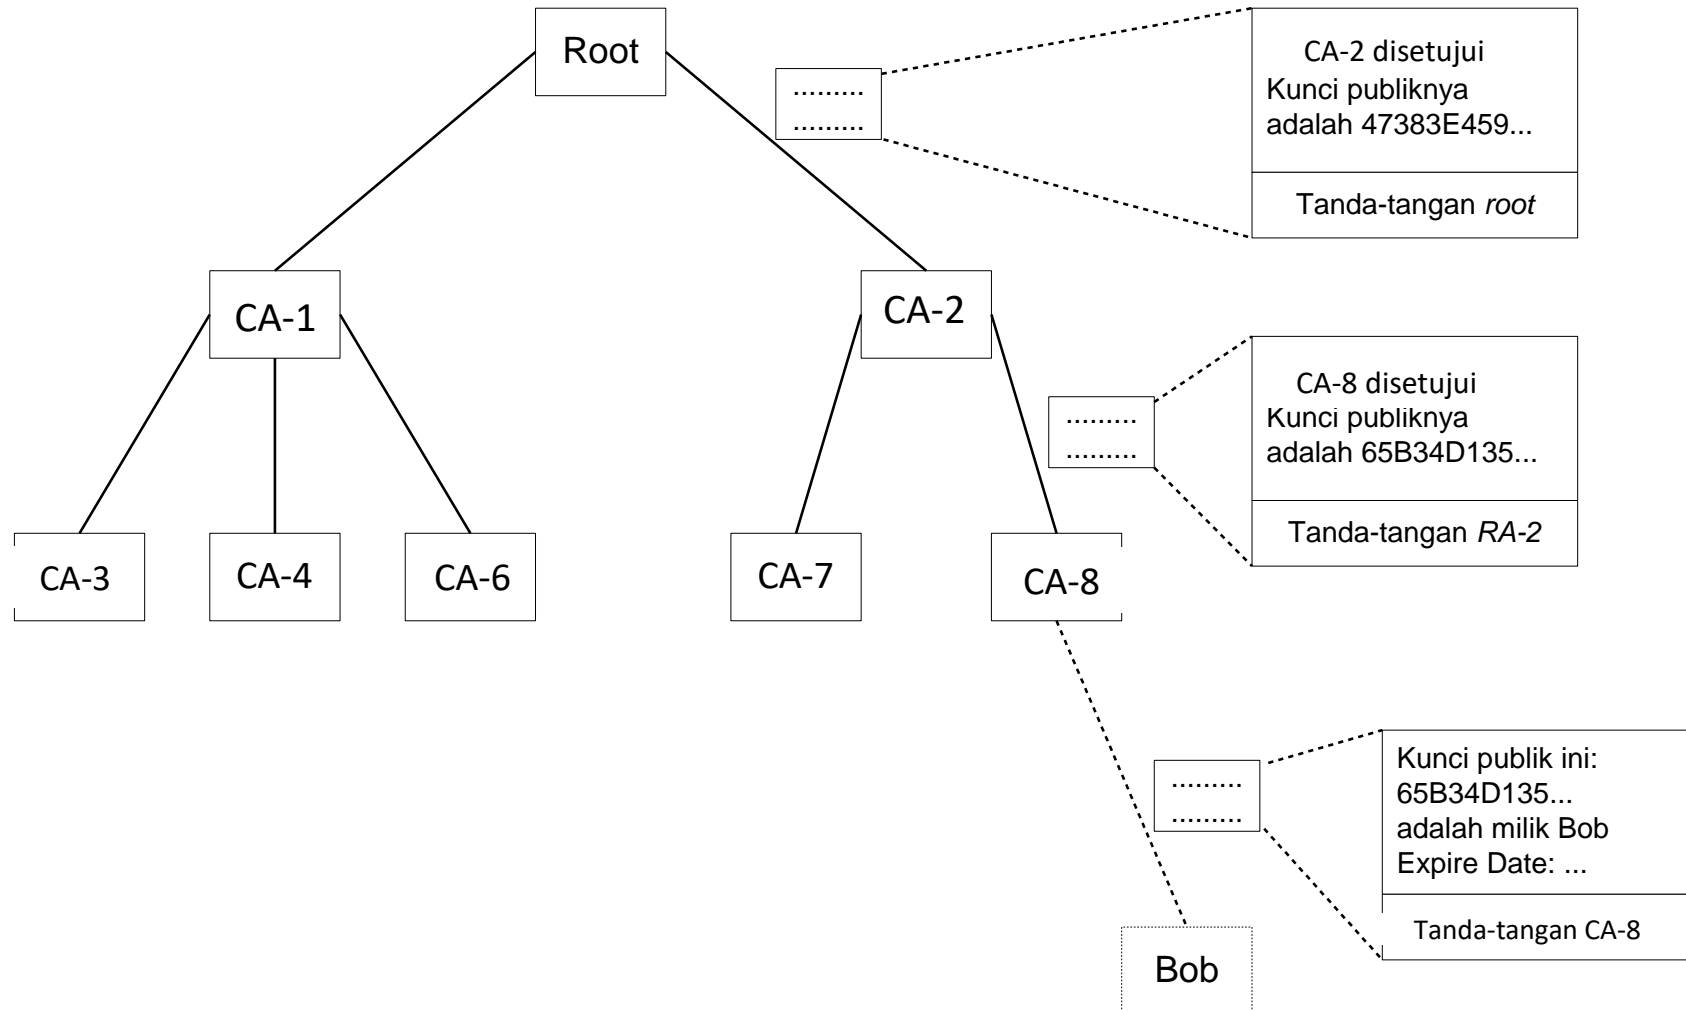 Root
.........
.........
CA-2 disetujui
Kunci publiknya
adalah 47383E459...
Tanda-tangan root
CA-1
CA-2
.........
.........
CA-8 disetujui
Kunci publiknya
adalah 65B34D135...
Tanda-tangan RA-2
CA-3
CA-4
CA-6
CA-7
CA-8
.........
.........
Kunci publik ini:
65B34D135...
adalah milik Bob
Expire Date: ...
Tanda-tangan CA-8
Bob